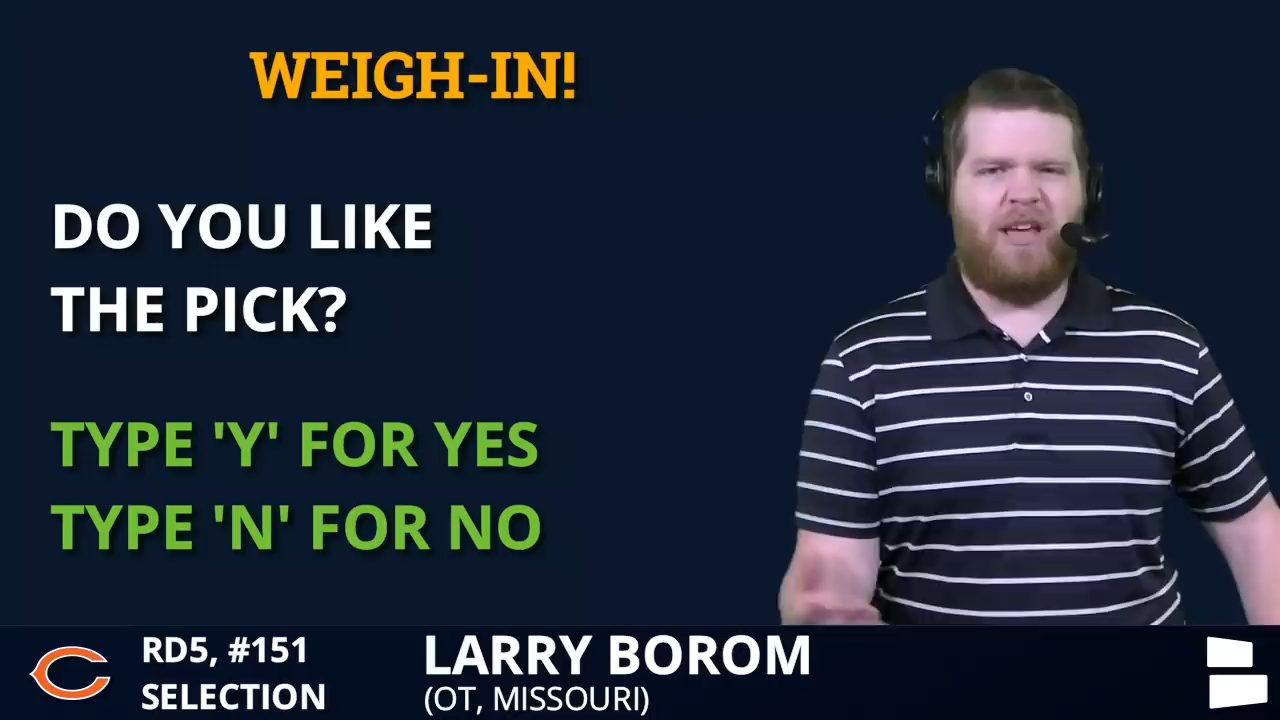 WEIGH-IN!
DO YOU LIKE
THE PICK?
TYPE 'Y' FOR YES
TYPE 'N' FOR NO
RD5, #151
SELECTION
LARRY BOROM
(OT, MISSOURI)